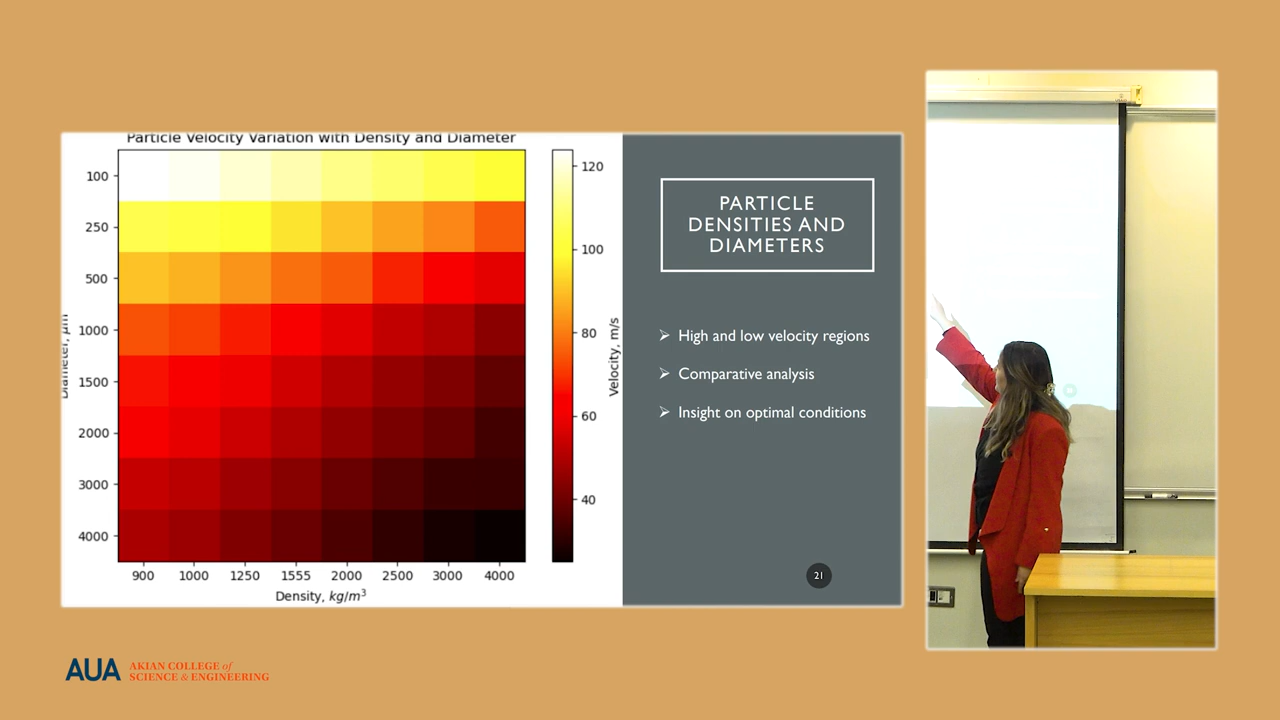 Particle Velocity Variation with Density and Diameter
100
250
500
1000
1500
2000
3000
4000
Diameter, μm
900 1000 1250 1555 2000 2500 3000 4000
Density, kg/m³
120
100
80
60
40
Velocity, m/s
PARTICLE
DENSITIES AND
DIAMETERS
➢ High and low velocity regions
➢ Comparative analysis
➢ Insight on optimal conditions
21
AUA
AKIAN COLLEGE of
SCIENCE & ENGINEERING